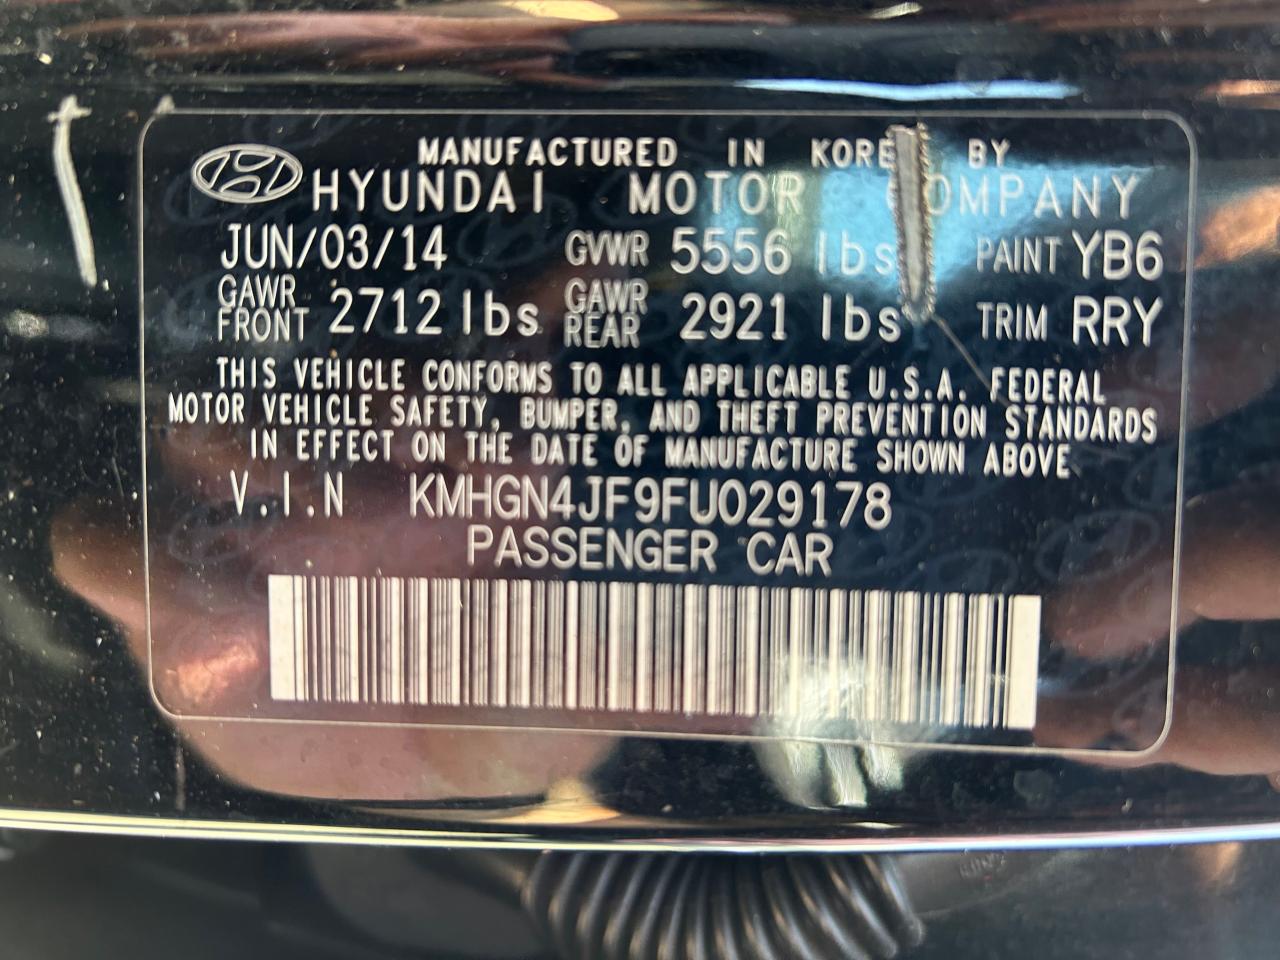 MANUFACTURED IN KORE BY
HYUNDAI MOTOR OMPANY
JUN/03/14 GVWR 5556 lbs PAINT YB6
GAWR FRONT 2712 lbs GAWR REAR 2921 lbs TRIM RRY
THIS VEHICLE CONFORMS TO ALL APPLICABLE U.S.A. FEDERAL
MOTOR VEHICLE SAFETY, BUMPER, AND THEFT PREVENTION STANDARDS
IN EFFECT ON THE DATE OF MANUFACTURE SHOWN ABOVE
V.I.N KMHGN4JF9FU029178
PASSENGER CAR